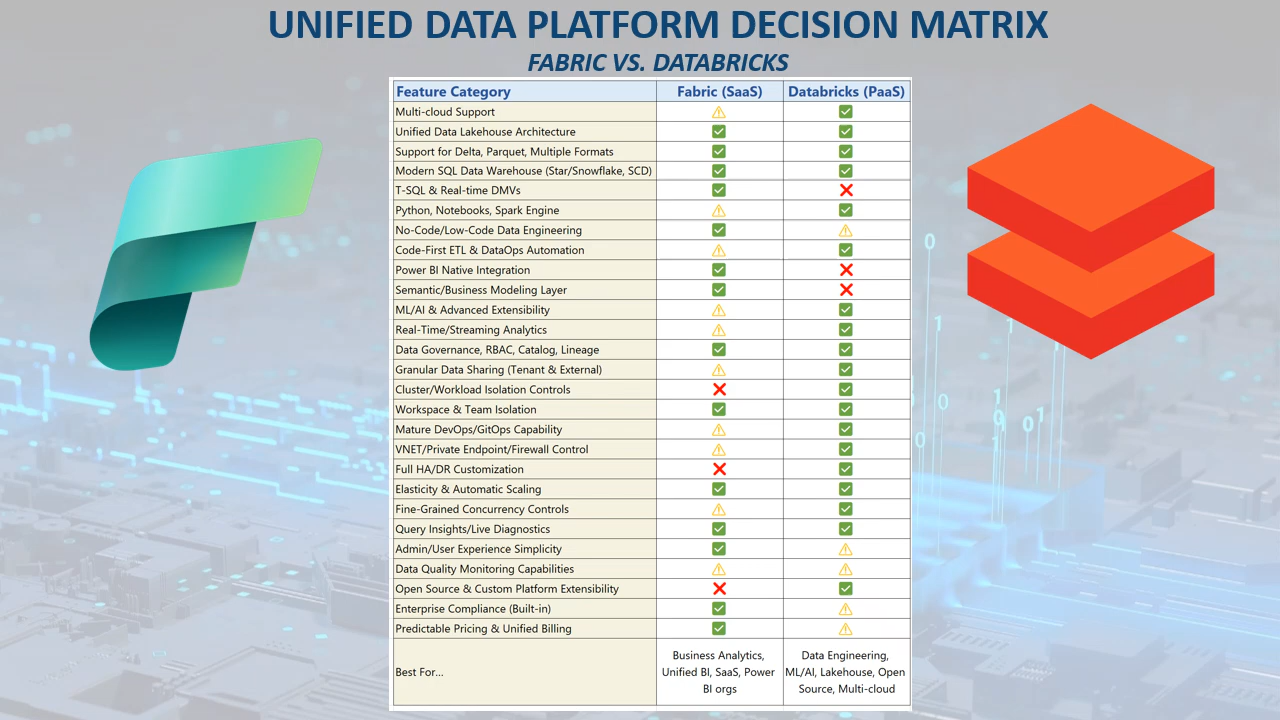 UNIFIED DATA PLATFORM DECISION MATRIX
FABRIC VS. DATABRICKS
Feature Category Fabric (SaaS) Databricks (PaaS)
Multi-cloud Support ⚠ ✅
Unified Data Lakehouse Architecture ✅ ✅
Support for Delta, Parquet, Multiple Formats ✅ ✅
Modern SQL Data Warehouse (Star/Snowflake, SCD) ✅ ✅
T-SQL & Real-time DMVs ✅ ❌
Python, Notebooks, Spark Engine ⚠ ✅
No-Code/Low-Code Data Engineering ✅ ⚠
Code-First ETL & DataOps Automation ⚠ ✅
Power BI Native Integration ✅ ❌
Semantic/Business Modeling Layer ✅ ❌
ML/AI & Advanced Extensibility ⚠ ✅
Real-Time/Streaming Analytics ⚠ ✅
Data Governance, RBAC, Catalog, Lineage ✅ ✅
Granular Data Sharing (Tenant & External) ⚠ ✅
Cluster/Workload Isolation Controls ❌ ✅
Workspace & Team Isolation ✅ ✅
Mature DevOps/GitOps Capability ⚠ ✅
VNET/Private Endpoint/Firewall Control ⚠ ✅
Full HA/DR Customization ❌ ✅
Elasticity & Automatic Scaling ✅ ✅
Fine-Grained Concurrency Controls ⚠ ✅
Query Insights/Live Diagnostics ✅ ✅
Admin/User Experience Simplicity ✅ ⚠
Data Quality Monitoring Capabilities ⚠ ⚠
Open Source & Custom Platform Extensibility ❌ ✅
Enterprise Compliance (Built-in) ✅ ⚠
Predictable Pricing & Unified Billing ✅ ⚠
Best For...
Business Analytics,
Unified BI, SaaS, Power
BI orgs
Data Engineering,
ML/AI, Lakehouse, Open
Source, Multi-cloud